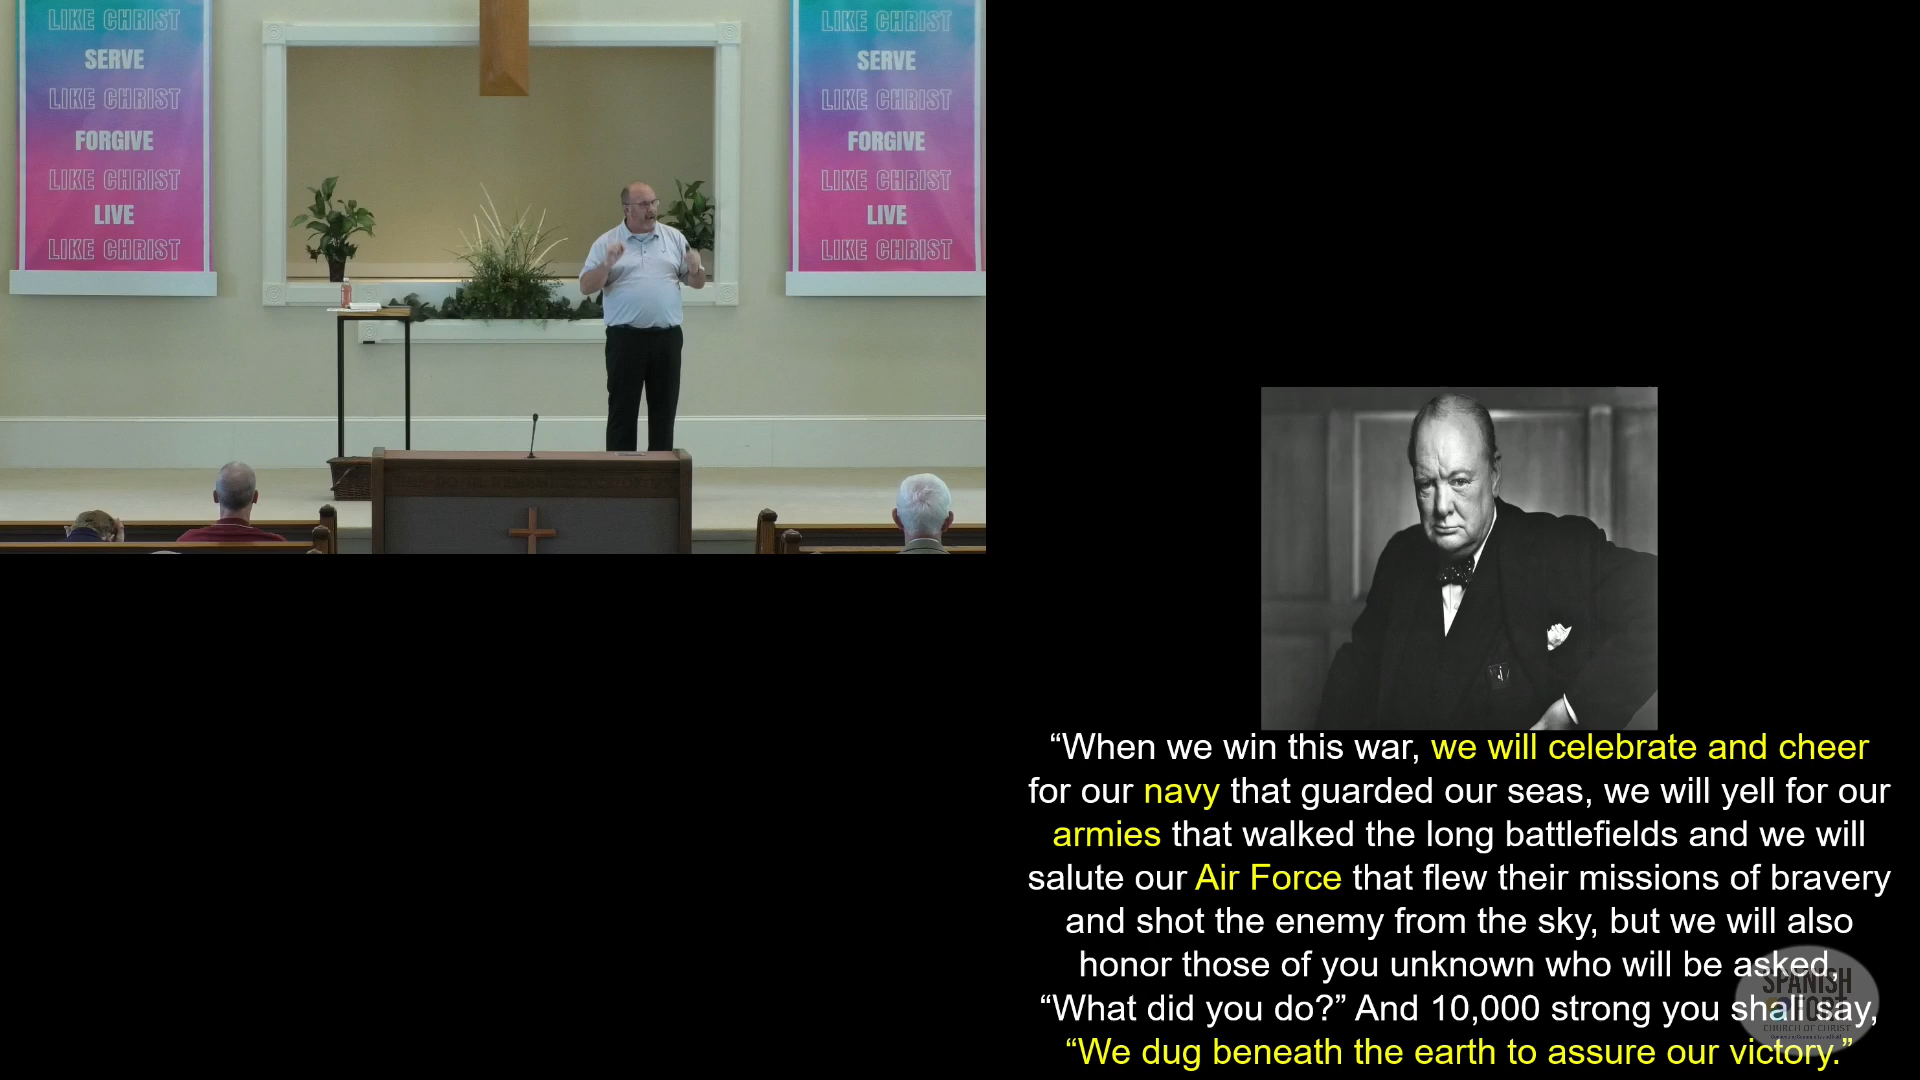 LIKE CHRIST
SERVE
LIKE CHRIST
FORGIVE
LIKE CHRIST
LIVE
LIKE CHRIST
LIKE CHRIST
SERVE
LIKE CHRIST
FORGIVE
LIKE CHRIST
LIVE
LIKE CHRIST
“When we win this war, we will celebrate and cheer
for our navy that guarded our seas, we will yell for our
armies that walked the long battlefields and we will
salute our Air Force that flew their missions of bravery
and shot the enemy from the sky, but we will also
honor those of you unknown who will be asked,
“What did you do?” And 10,000 strong you shall say,
“We dug beneath the earth to assure our victory.”
SPANISH
FORT
CHURCH OF CHRIST